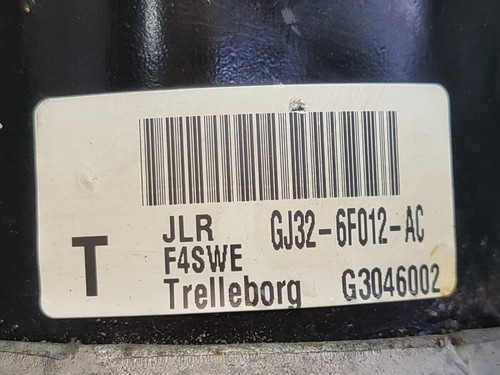 JLR GJ32-6F012-AC
T F4SWE
Trelleborg G3046002